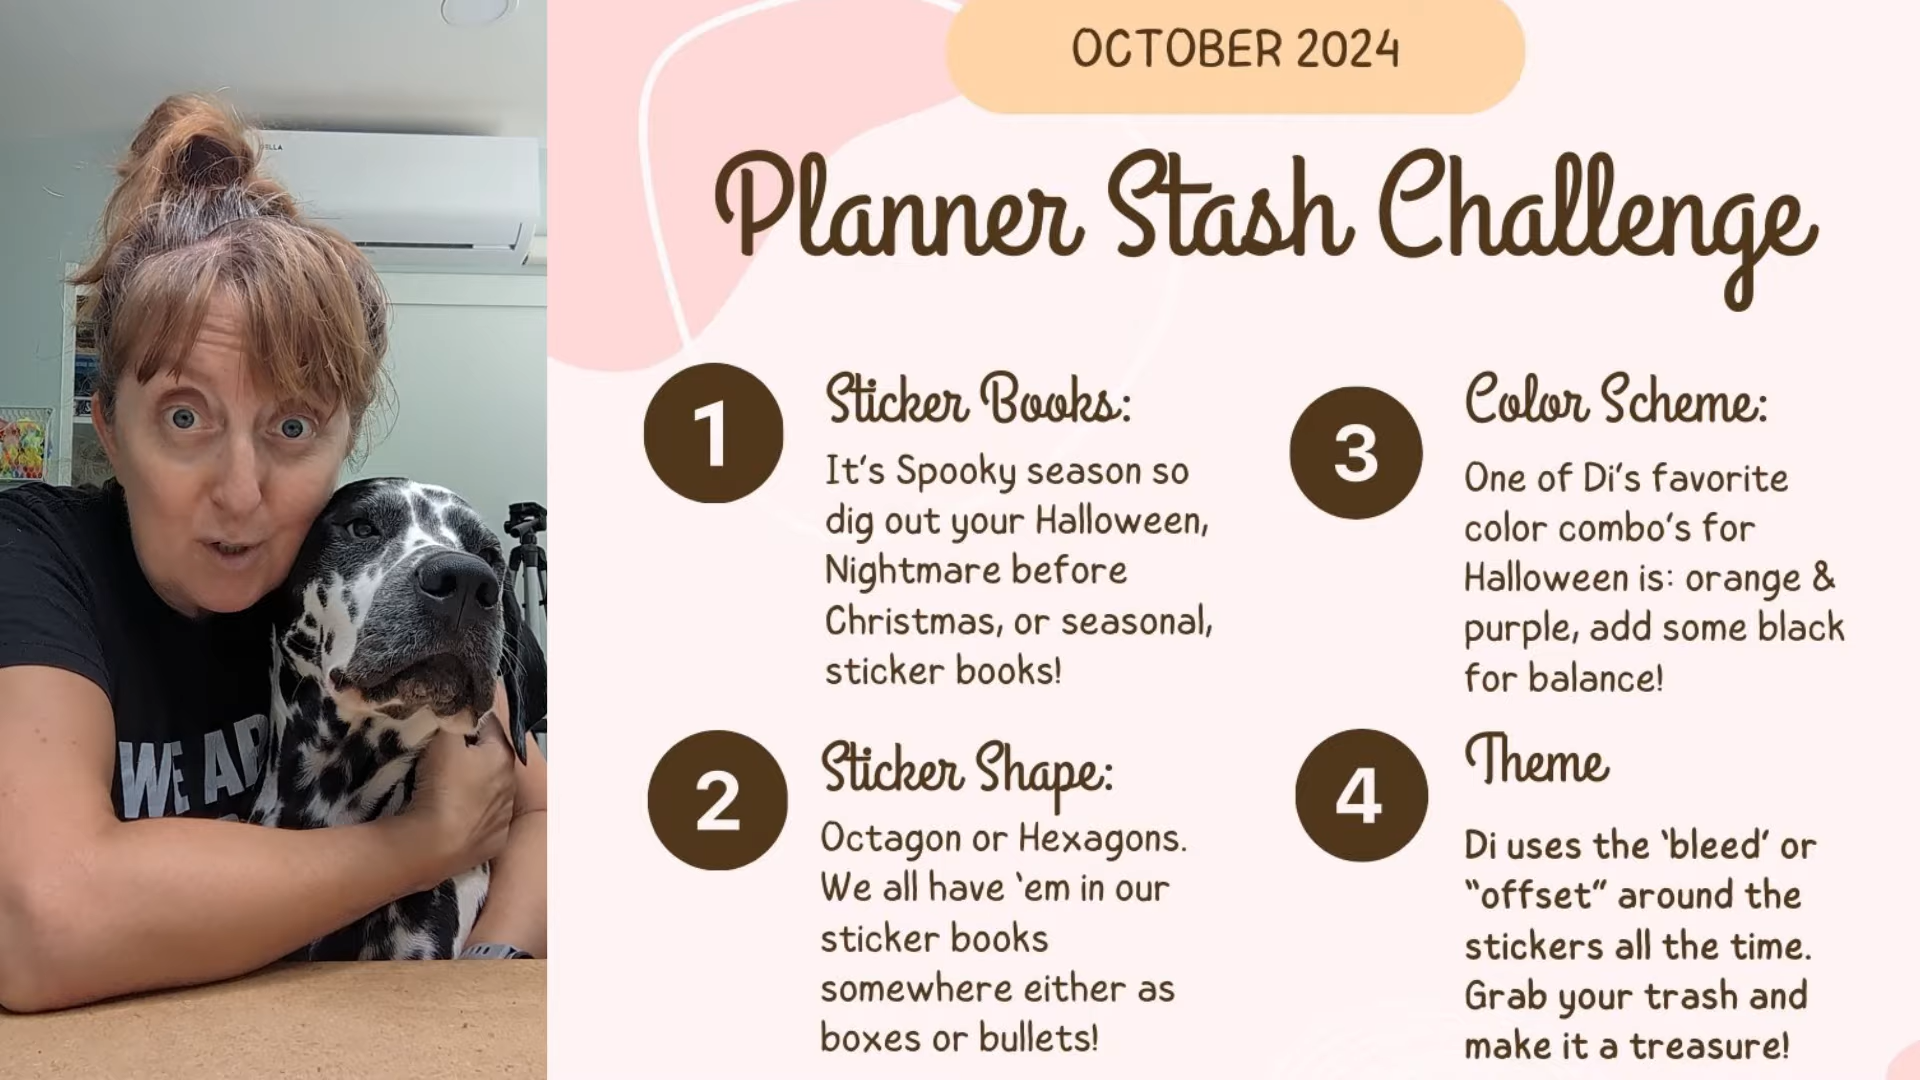 OCTOBER 2024
Planner Stash Challenge
1
Sticker Books:
It's Spooky season so
dig out your Halloween,
Nightmare before
Christmas, or seasonal,
sticker books!
2
Sticker Shape:
Octagon or Hexagons.
We all have 'em in our
sticker books
somewhere either as
boxes or bullets!
3
Color Scheme:
One of Di's favorite
color combo's for
Halloween is: orange &
purple, add some black
for balance!
4
Theme
Di uses the 'bleed' or
"offset" around the
stickers all the time.
Grab your trash and
make it a treasure!
WE